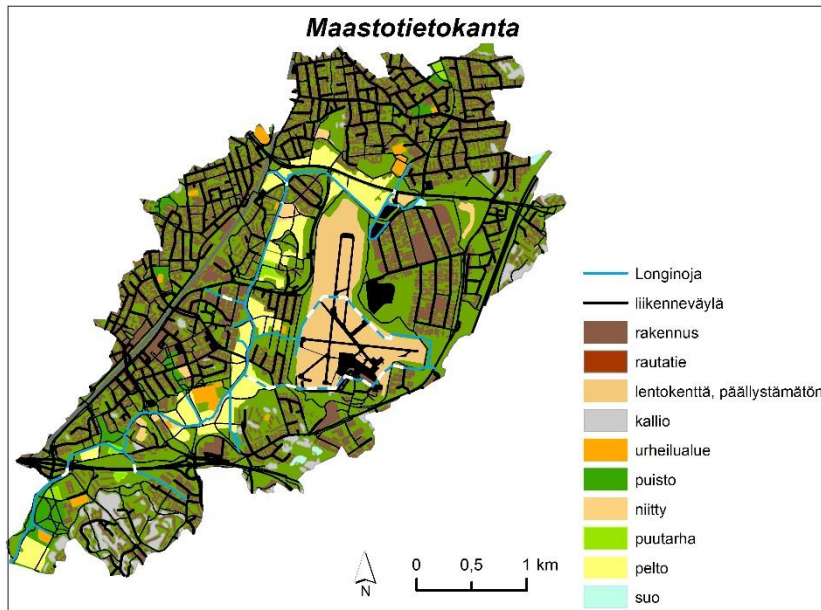 Maastotietokanta
Longinoja
liikenneväylä
rakennus
rautatie
lentokenttä, päällystämätön
kallio
urheilualue
puisto
niitty
puutarha
pelto
suo
N
0 0,5 1 km